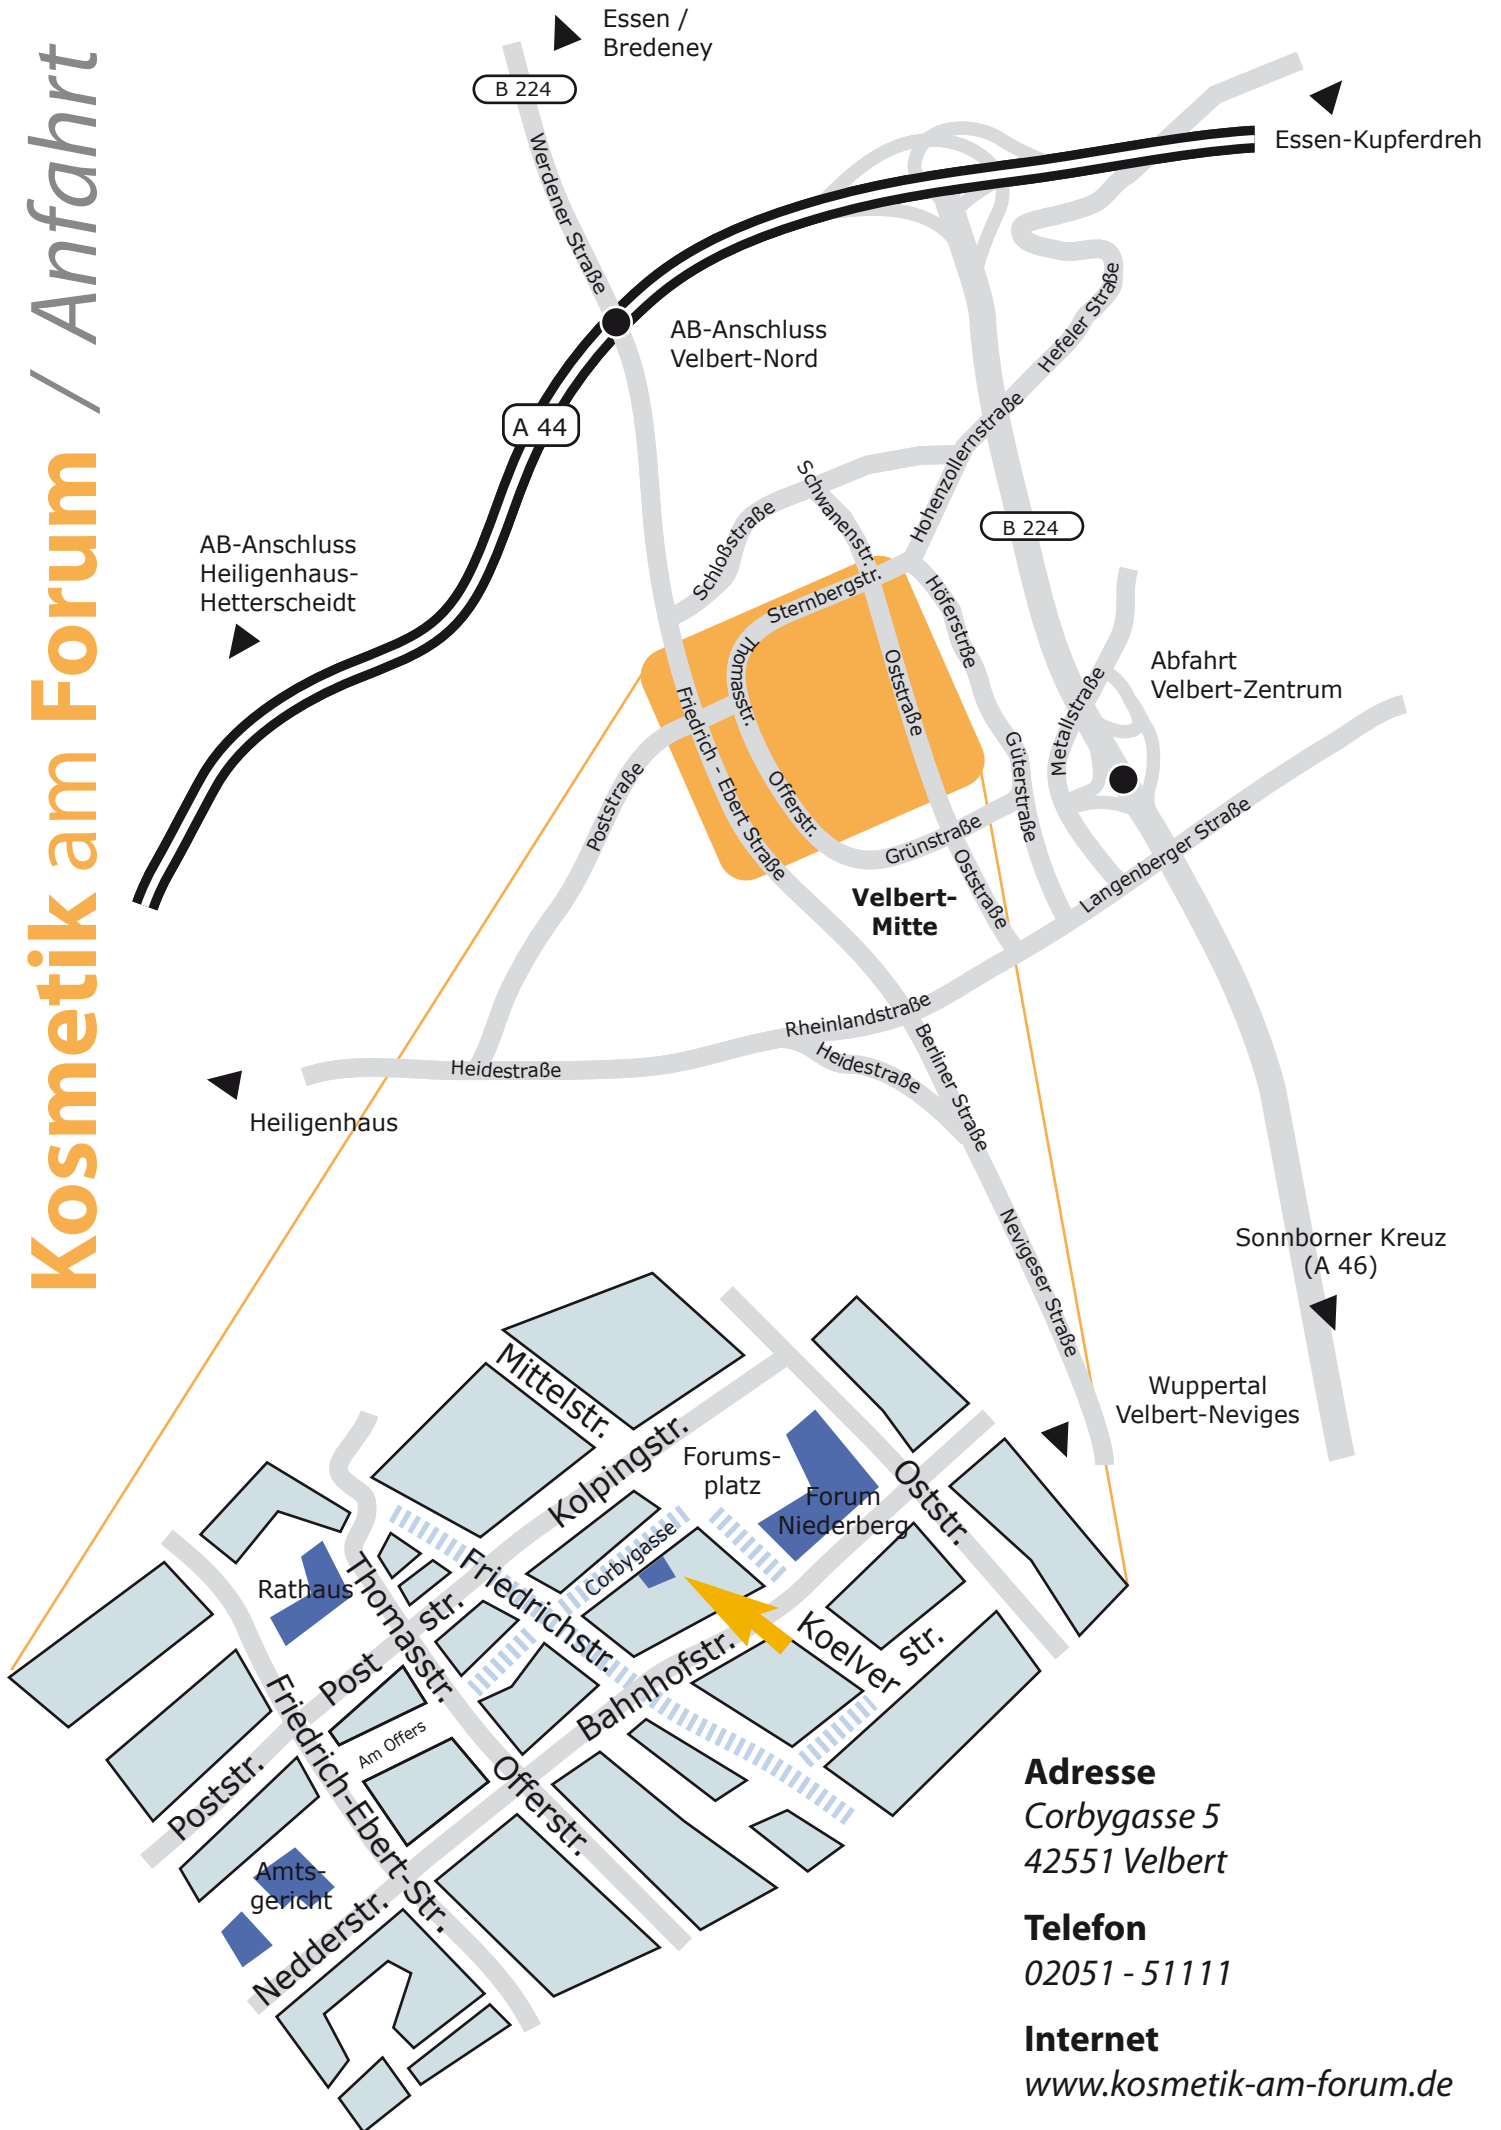 Kosmetik am Forum / Anfahrt
Essen /
Bredeney
B 224
Essen-Kupferdreh
Werdener Straße
AB-Anschluss
Velbert-Nord
Hefeler Straße
A 44
Hohenzollernstraße
Schwanenstr.
Schloßstraße
B 224
AB-Anschluss
Heiligenhaus-
Hetterscheidt
Sternbergstr.
Höferstrße
Thomasstr.
Oststraße
Abfahrt
Velbert-Zentrum
Metallstraße
Friedrich - Ebert Straße
Poststraße
Offerstr.
Güterstraße
Grünstraße
Oststraße
Langenberger Straße
Velbert-
Mitte
Rheinlandstraße
Heidestraße
Heidestraße
Berliner Straße
Heiligenhaus
Nevigeser Straße
Sonnborner Kreuz
(A 46)
Wuppertal
Velbert-Neviges
Mittelstr.
Kolpingstr.
Forums-
platz
Forum
Niederberg
Oststr.
Corbygasse
Friedrichstr.
Rathaus
Thomasstr.
Post
str.
Koelver
str.
Bahnhofstr.
Friedrich-Ebert-Str.
Am Offers
Poststr.
Offerstr.
Amts-
gericht
Nedderstr.
Adresse
Corbygasse 5
42551 Velbert
Telefon
02051 - 51111
Internet
www.kosmetik-am-forum.de